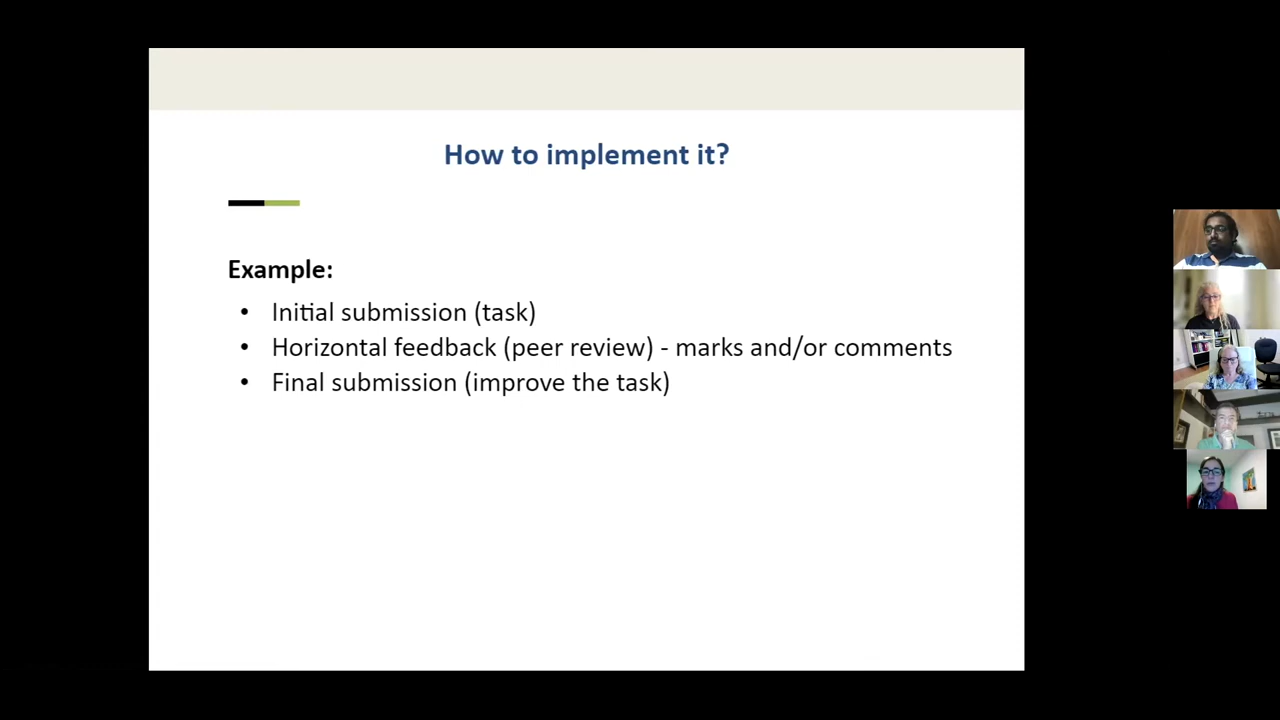 How to implement it?
Example:
• Initial submission (task)
• Horizontal feedback (peer review) - marks and/or comments
• Final submission (improve the task)